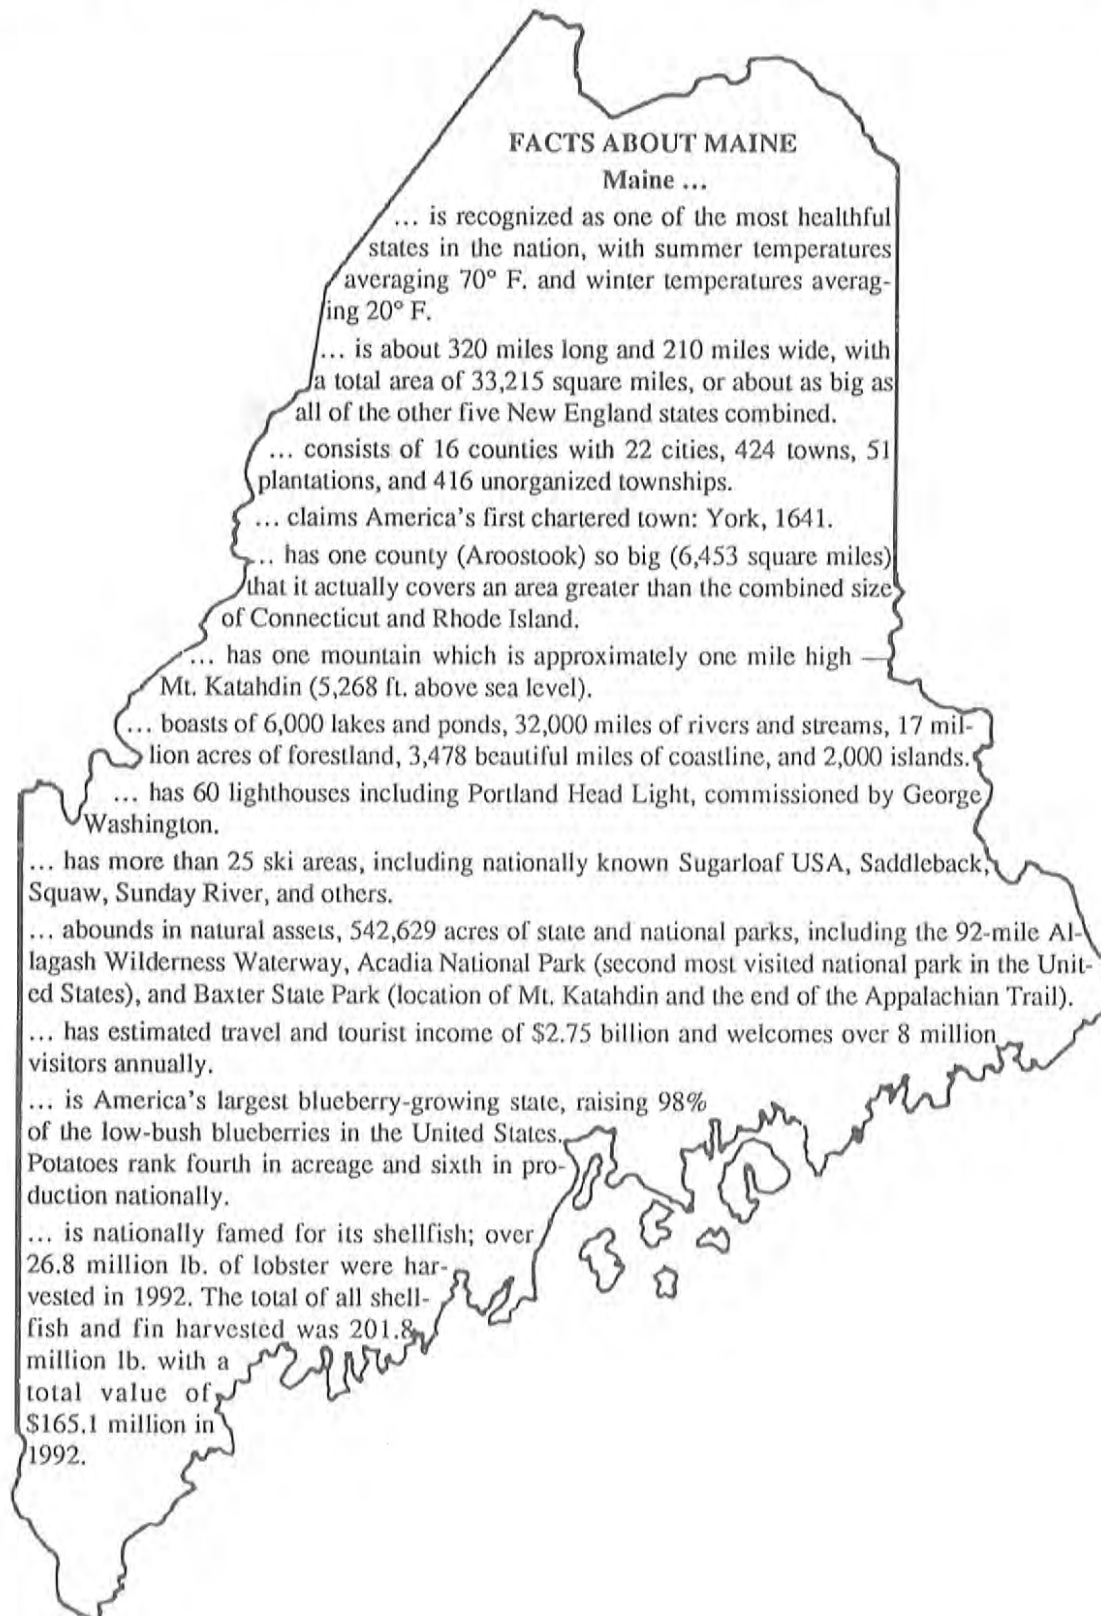 FACTS ABOUT MAINE
Maine ...
... is recognized as one of the most healthful
states in the nation, with summer temperatures
averaging 70° F. and winter temperatures averag-
ing 20° F.
... is about 320 miles long and 210 miles wide, with
a total area of 33,215 square miles, or about as big as
all of the other five New England states combined.
... consists of 16 counties with 22 cities, 424 towns, 51
plantations, and 416 unorganized townships.
... claims America's first chartered town: York, 1641.
... has one county (Aroostook) so big (6,453 square miles)
that it actually covers an area greater than the combined size
of Connecticut and Rhode Island.
... has one mountain which is approximately one mile high —
Mt. Katahdin (5,268 ft. above sea level).
... boasts of 6,000 lakes and ponds, 32,000 miles of rivers and streams, 17 mil-
lion acres of forestland, 3,478 beautiful miles of coastline, and 2,000 islands.
... has 60 lighthouses including Portland Head Light, commissioned by George
Washington.
... has more than 25 ski areas, including nationally known Sugarloaf USA, Saddleback,
Squaw, Sunday River, and others.
... abounds in natural assets, 542,629 acres of state and national parks, including the 92-mile Al-
lagash Wilderness Waterway, Acadia National Park (second most visited national park in the Unit-
ed States), and Baxter State Park (location of Mt. Katahdin and the end of the Appalachian Trail).
... has estimated travel and tourist income of $2.75 billion and welcomes over 8 million
visitors annually.
... is America's largest blueberry-growing state, raising 98%
of the low-bush blueberries in the United States.
Potatoes rank fourth in acreage and sixth in pro-
duction nationally.
... is nationally famed for its shellfish; over
26.8 million lb. of lobster were har-
vested in 1992. The total of all shell-
fish and fin harvested was 201.8
million lb. with a
total value of
$165.1 million in
1992.